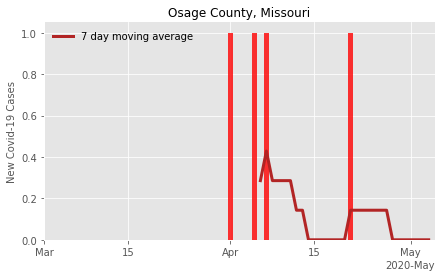 Osage County, Missouri
7 day moving average
New Covid-19 Cases
1.0
0.8
0.6
0.4
0.2
0.0
Mar 15 Apr 15 May
2020-May